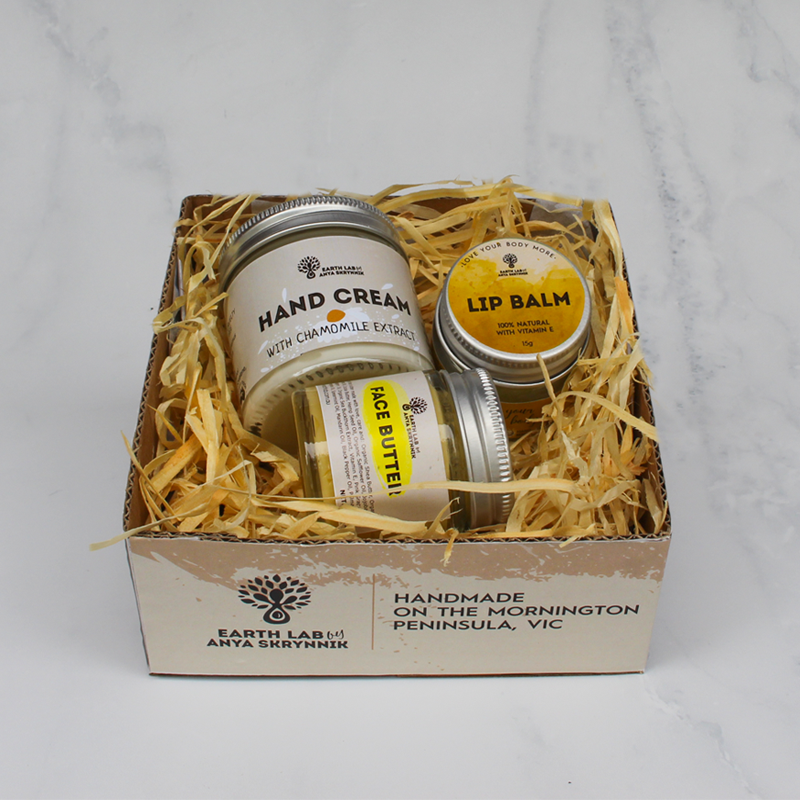 EARTH LAB by
ANYA SKRYNNIK
HAND CREAM
WITH CHAMOMILE EXTRACT
·LOVE YOUR BODY MORE·
EARTH LAB by
ANYA SKRYNNIK
LIP BALM
100% NATURAL
WITH VITAMIN E
15g
FACE BUTTER
EARTH LAB by
ANYA SKRYNNIK
EARTH LAB by
ANYA SKRYNNIK
HANDMADE
ON THE MORNINGTON
PENINSULA, VIC